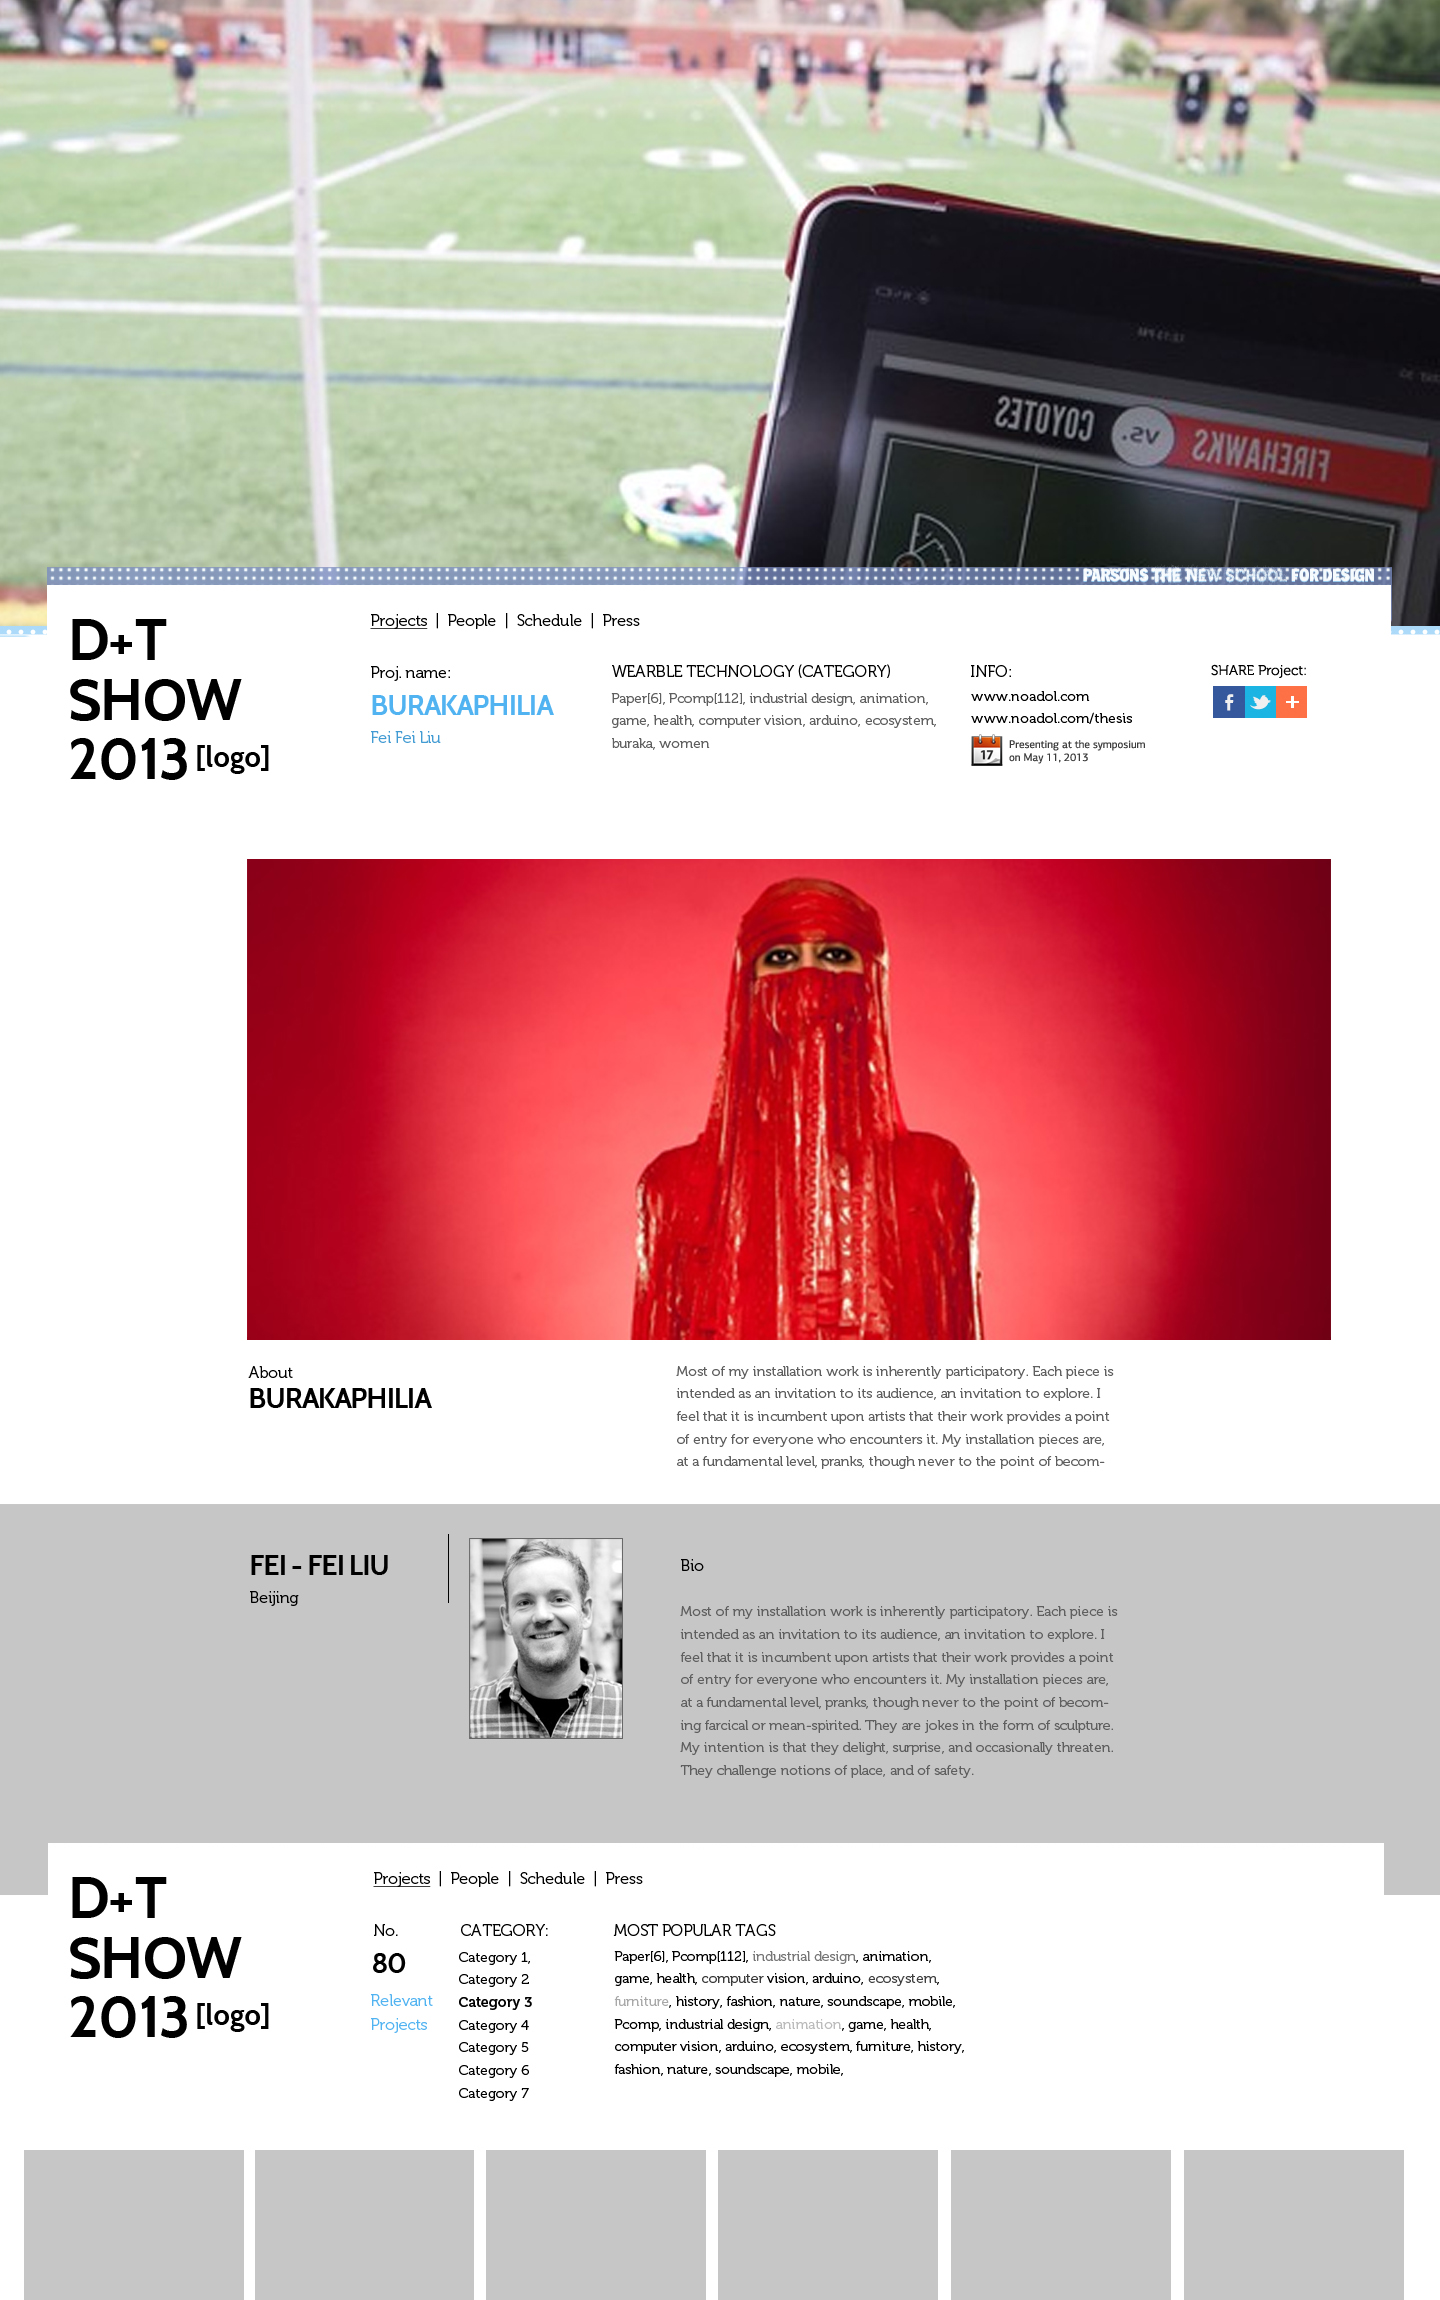 COYOTES
VS.
FIREHAWKS
PARSONS THE NEW SCHOOL FOR DESIGN
D+T
SHOW
2013 [logo]
Projects | People | Schedule | Press
Proj. name:
BURAKAPHILIA
Fei Fei Liu
WEARBLE TECHNOLOGY (CATEGORY)
Paper[6], Pcomp[112], industrial design, animation,
game, health, computer vision, arduino, ecosystem,
buraka, women
INFO:
www.noadol.com
www.noadol.com/thesis
17
Presenting at the symposium
on May 11, 2013
SHARE Project:
f
+
About
BURAKAPHILIA
Most of my installation work is inherently participatory. Each piece is
intended as an invitation to its audience, an invitation to explore. I
feel that it is incumbent upon artists that their work provides a point
of entry for everyone who encounters it. My installation pieces are,
at a fundamental level, pranks, though never to the point of becom-
FEI - FEI LIU
Beijing
Bio
Most of my installation work is inherently participatory. Each piece is
intended as an invitation to its audience, an invitation to explore. I
feel that it is incumbent upon artists that their work provides a point
of entry for everyone who encounters it. My installation pieces are,
at a fundamental level, pranks, though never to the point of becom-
ing farcical or mean-spirited. They are jokes in the form of sculpture.
My intention is that they delight, surprise, and occasionally threaten.
They challenge notions of place, and of safety.
D+T
SHOW
2013 [logo]
Projects | People | Schedule | Press
No.
80
Relevant
Projects
CATEGORY:
Category 1,
Category 2
Category 3
Category 4
Category 5
Category 6
Category 7
MOST POPULAR TAGS
Paper[6], Pcomp[112], industrial design, animation,
game, health, computer vision, arduino, ecosystem,
furniture, history, fashion, nature, soundscape, mobile,
Pcomp, industrial design, animation, game, health,
computer vision, arduino, ecosystem, furniture, history,
fashion, nature, soundscape, mobile,